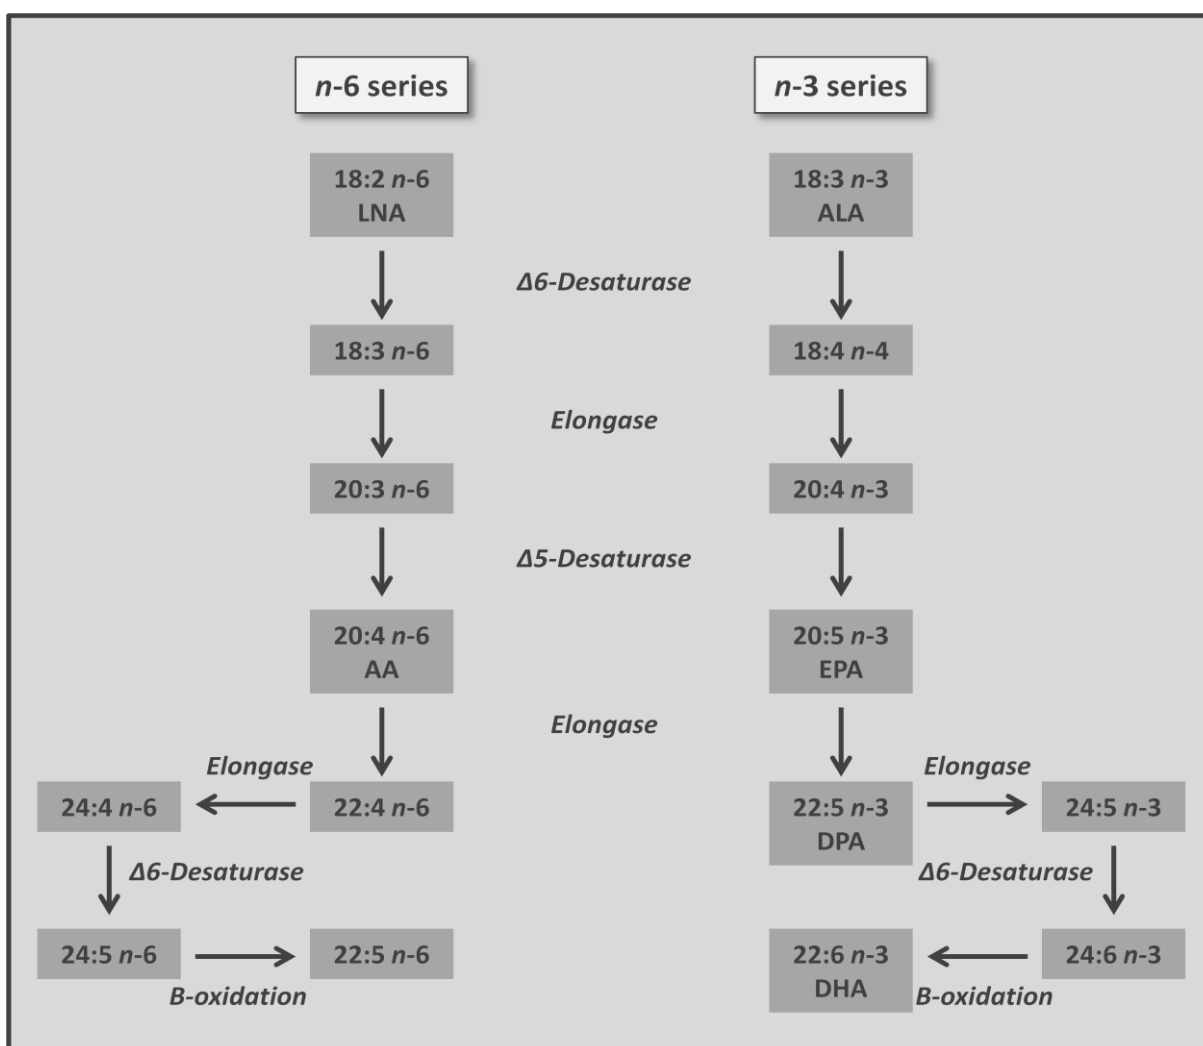 n-6 series
n-3 series
18:2 n-6
LNA
18:3 n-3
ALA
Δ6-Desaturase
18:3 n-6
18:4 n-4
Elongase
20:3 n-6
20:4 n-3
Δ5-Desaturase
20:4 n-6
AA
20:5 n-3
EPA
Elongase
Elongase
Elongase
24:4 n-6
22:4 n-6
22:5 n-3
DPA
24:5 n-3
Δ6-Desaturase
Δ6-Desaturase
24:5 n-6
22:5 n-6
22:6 n-3
DHA
24:6 n-3
B-oxidation
B-oxidation